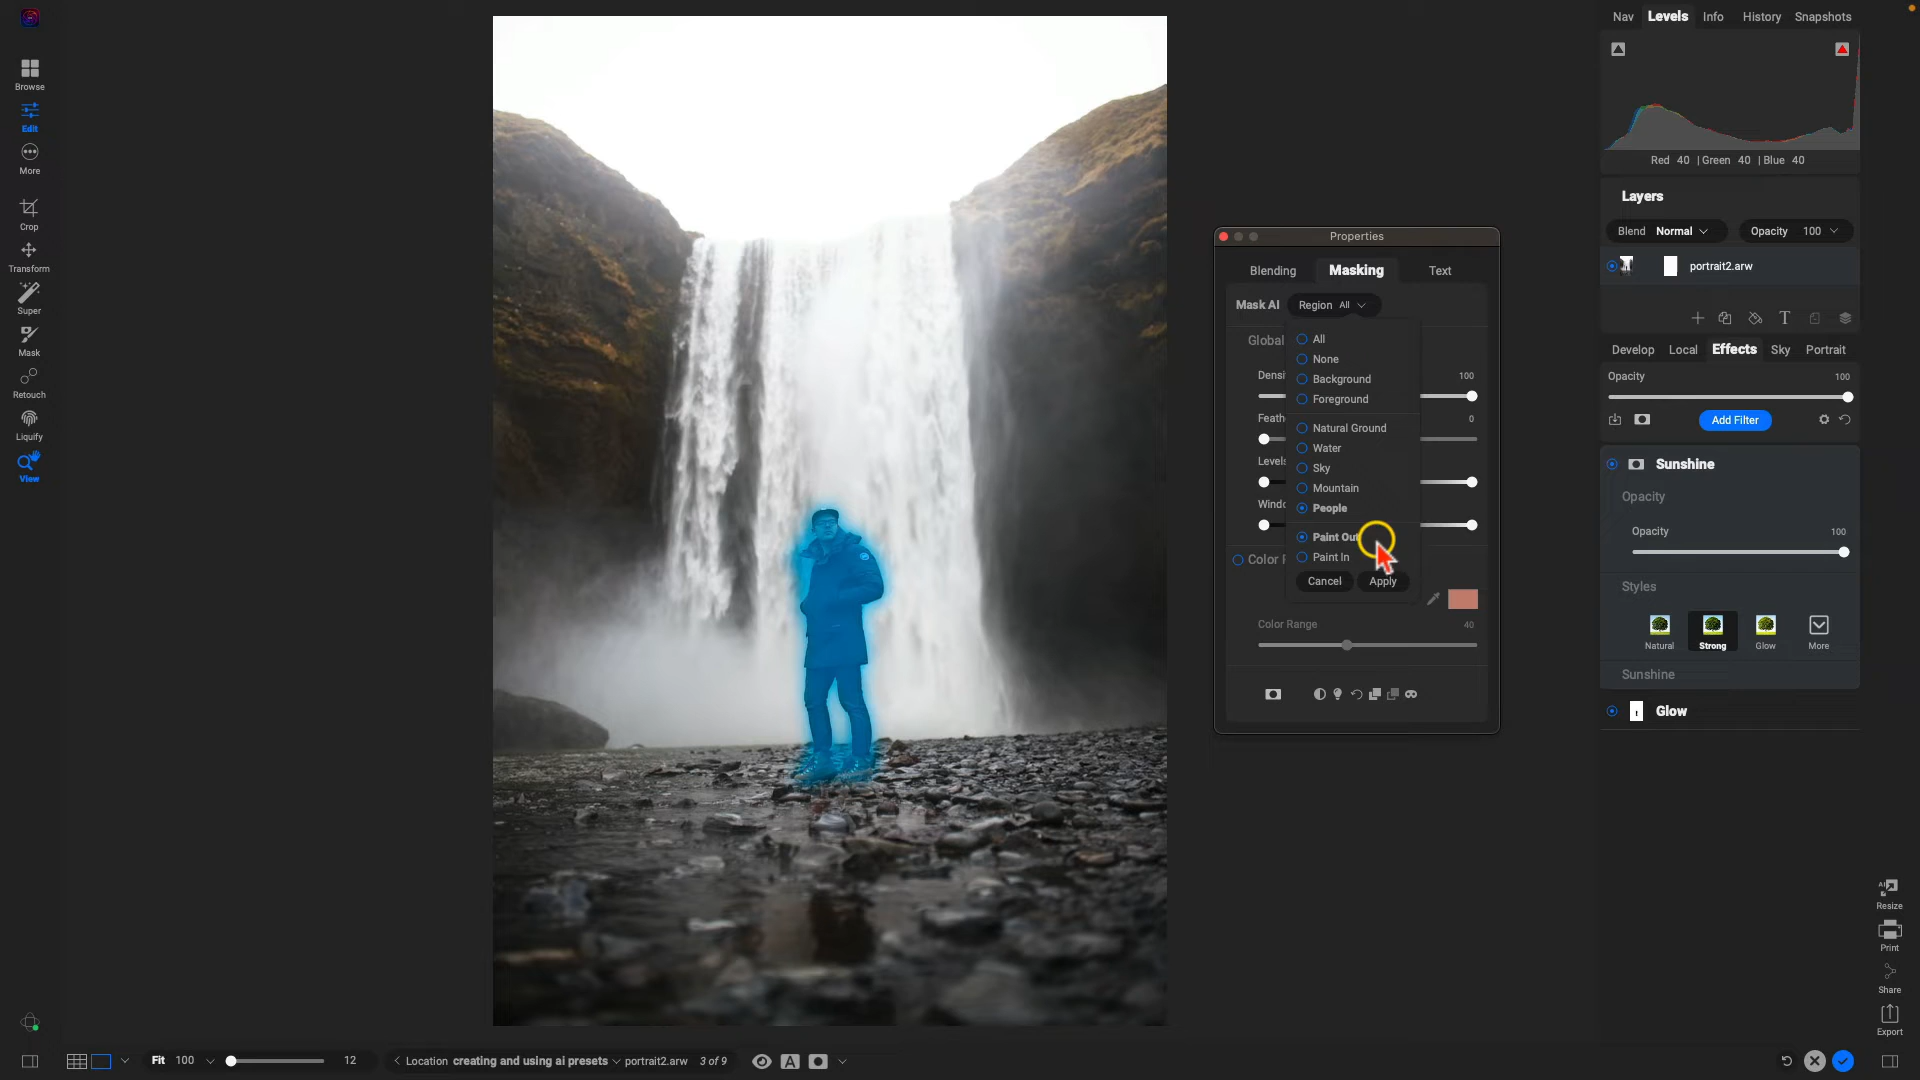 Nav Levels Info History Snapshots
Browse
Edit
More
Crop
Transform
Super
Mask
Retouch
Liquify
View
Red 40 | Green 40 | Blue 40
Layers
Blend Normal Opacity 100
portrait2.arw
Develop Local Effects Sky Portrait
Opacity 100
Add Filter
Sunshine
Opacity
Opacity 100
Styles
Natural Strong Glow More
Sunshine
Glow
Properties
Blending Masking Text
Mask AI Region All
Global
All
None
Background
Foreground
Natural Ground
Water
Sky
Mountain
People
Paint Out
Paint In
Cancel Apply
100
0
Levels
Color Range 40
Resize
Print
Share
Export
Fit 100 12 Location creating and using ai presets portrait2.arw 3 of 9